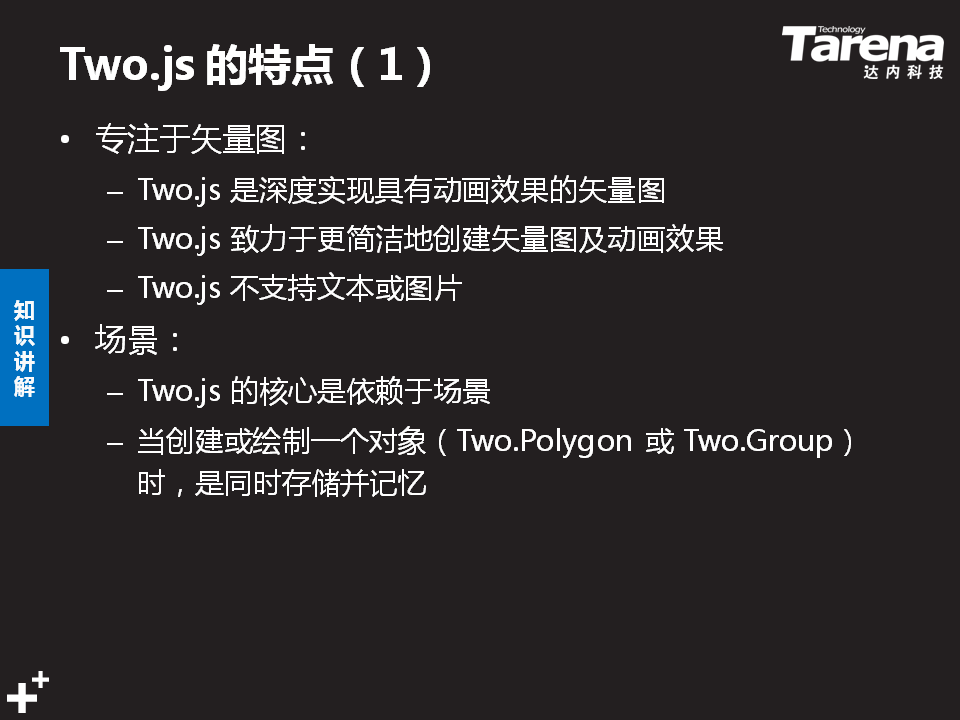 Two.js 的特点（1）
Technology
Tarena
达内科技
• 专注于矢量图：
– Two.js 是深度实现具有动画效果的矢量图
– Two.js 致力于更简洁地创建矢量图及动画效果
– Two.js 不支持文本或图片
知识讲解
• 场景：
– Two.js 的核心是依赖于场景
– 当创建或绘制一个对象（Two.Polygon 或 Two.Group）
时，是同时存储并记忆